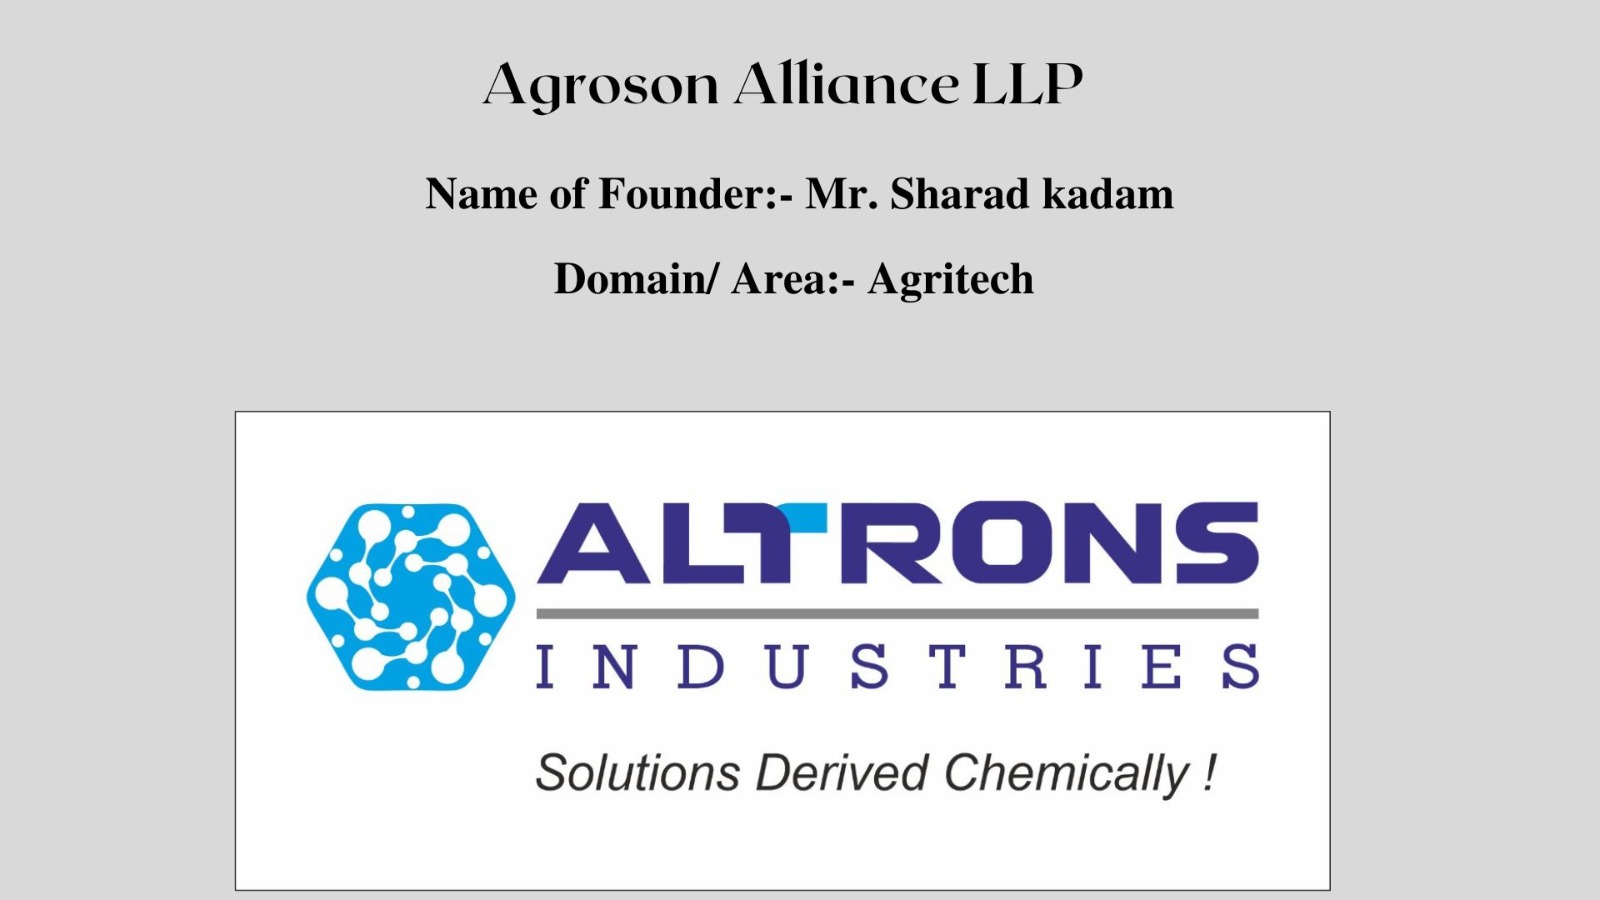 Agroson Alliance LLP
Name of Founder:- Mr. Sharad kadam
Domain/ Area:- Agritech
ALTRONS
INDUSTRIES
Solutions Derived Chemically !